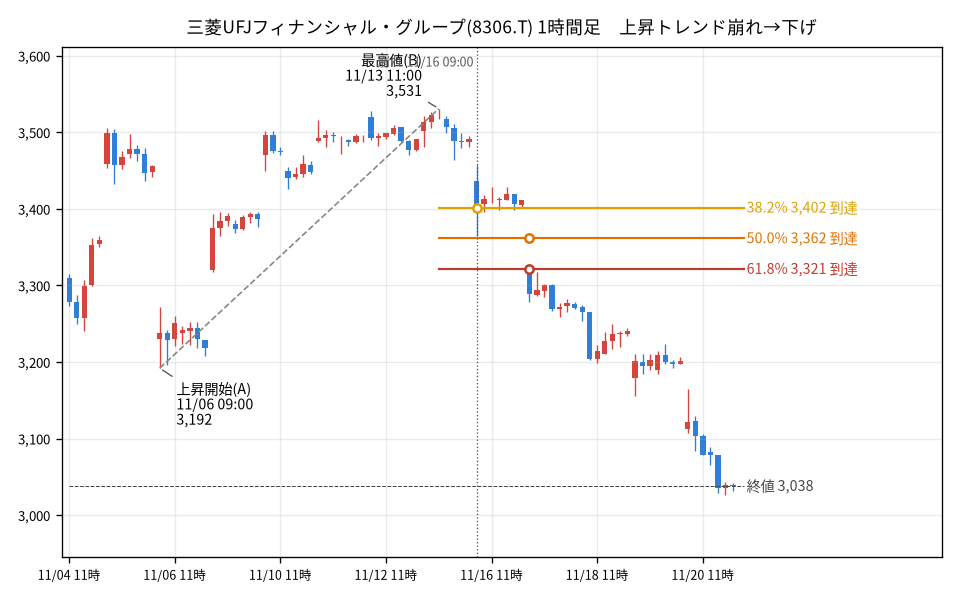 三菱UFJフィナンシャル・グループ(8306.T) 1時間足　上昇トレンド崩れ→下げ
3,600
3,500
3,400
3,300
3,200
3,100
3,000
最高値(B)
11/13 11:00
3,531
/16 09:00
38.2% 3,402 到達
50.0% 3,362 到達
61.8% 3,321 到達
上昇開始(A)
11/06 09:00
3,192
終値 3,038
11/04 11時
11/06 11時
11/10 11時
11/12 11時
11/16 11時
11/18 11時
11/20 11時